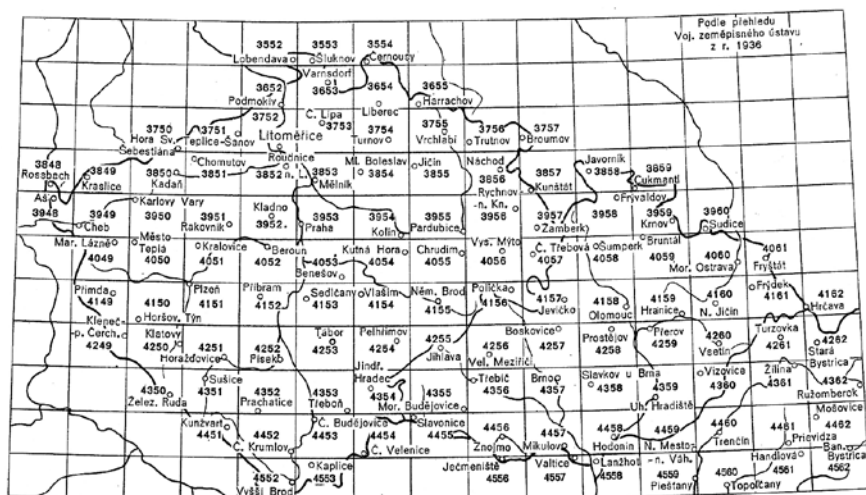 Podle přehledu
Voj. zeměpisného ústavu
z r. 1936
3552 3553 3554
Lobendava Šluknov Černousy
Varnsdorf
3652 3653 3654 3655
Podmokly Liberec Harrachov
3752 Č. Lípa
3750 3751 3753 3754 3755 3756 3757
Hora Sv. Teplice-Šanov Turnov Vrchlabí Trutnov Broumov
Šebestiána Litoměřice
Chomutov Roudnice Ml. Boleslav Jičín Náchod Javorník
3848 3849 3850 3851 3852 n. L. 3853 3854 3855 3856 3857 3858 3859
Rossbach Kraslice Kadaň Mělník Rychnov Kunštát Cukmantl
-n. Kn. Frývaldov
Aš Karlovy Vary Kladno
3948 3949 3950 3951 3952 3953 3954 3955 3956 3957 3958 3959 3960
Cheb Rakovník Praha Kolín Pardubice Žamberk Krnov Sudice
Mar. Lázně Město Kralovice Beroun Kutná Hora Chrudim Vys. Mýto Č. Třebová Šumperk Bruntál
Teplá
4049 4050 4051 4052 4053 4054 4055 4056 4057 4058 4059 4060 4061
Benešov Mor. Ostrava Fryštát
Přimda Plzeň Příbram Sedlčany Vlašim Něm. Brod Polička Frýdek
4149 4150 4151 4152 4153 4154 4155 4156 4157 4158 4159 4160 4161 4162
Horšov. Týn Jevíčko Olomouc Hranice N. Jičín Hrčava
Kleneč- Klatovy Tábor Pelhřimov Boskovice Prostějov Přerov Turzovka
-p. Čerch.
4249 4250 4251 4252 4253 4254 4255 4256 4257 4258 4259 4260 4261 4262
Horažďovice Písek Jihlava Vel. Meziříčí Vsetín Stará
Bystrica
Sušice Jindř. Třebíč Brno Slavkov u Brna Vizovice Žilina
Hradec
4350 4351 4352 4353 4354 4355 4356 4357 4358 4359 4360 4361 4362
Želez. Ruda Prachatice Třeboň Mor. Budějovice Uh. Hradiště Ružomberok
Kunžvart Č. Budějovice Slavonice Mošovice
4451 4452 4453 4454 4455 4456 4457 4458 4459 4460 4461 4462
Č. Krumlov Č. Velenice Znojmo Mikulov Hodonín N. Mesto Trenčín Prievidza
-n. Váh. Handlová Ban.
Bystrica
Kaplice Ječmeniště Valtice Lanžhot
4552 4553 4556 4557 4558 4559 4560 4561 4562
Vyšší Brod Piešťany Topolčany